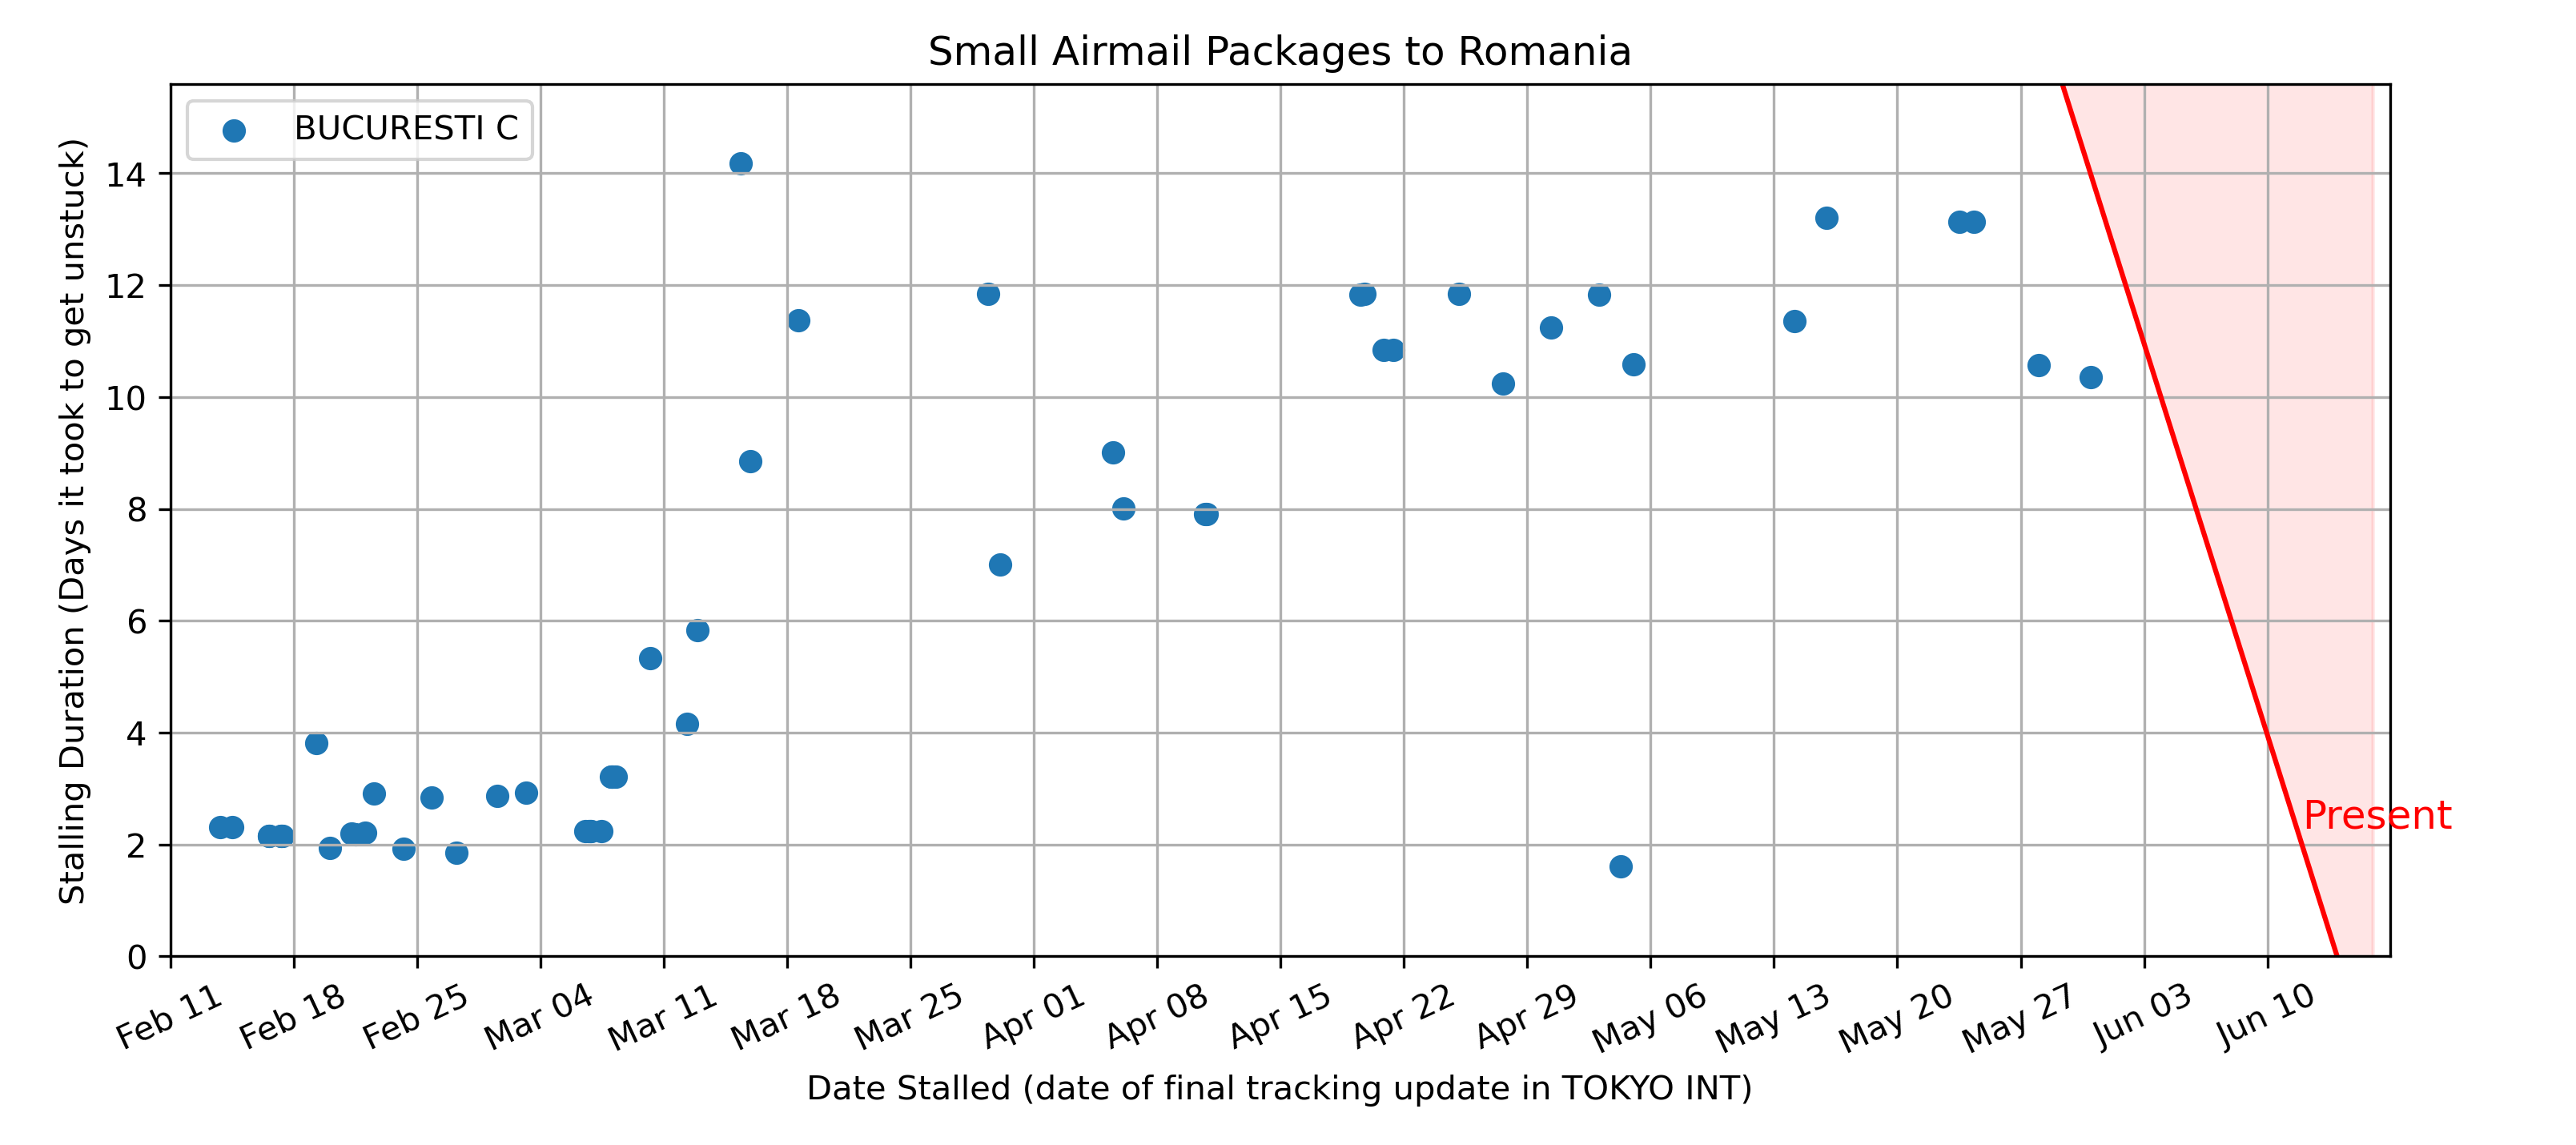 Small Airmail Packages to Romania
BUCURESTI C
Stalling Duration (Days it took to get unstuck)
14
12
10
8
6
4
2
0
Present
Feb 11
Feb 18
Feb 25
Mar 04
Mar 11
Mar 18
Mar 25
Apr 01
Apr 08
Apr 15
Apr 22
Apr 29
May 06
May 13
May 20
May 27
Jun 03
Jun 10
Date Stalled (date of final tracking update in TOKYO INT)